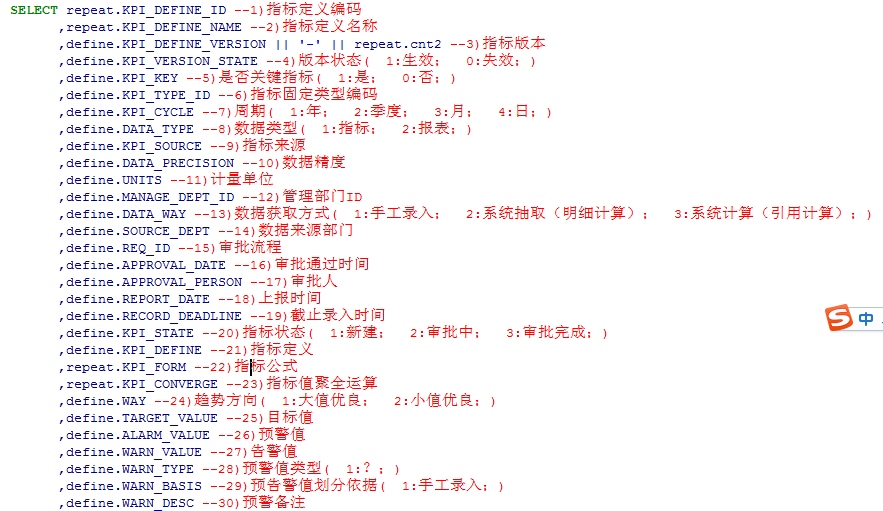 SELECT repeat.KPI_DEFINE_ID --1)指标定义编码
,repeat.KPI_DEFINE_NAME --2)指标定义名称
,define.KPI_DEFINE_VERSION || '-' || repeat.cnt2 --3)指标版本
,define.KPI_VERSION_STATE --4)版本状态( 1:生效; 0:失效;)
,define.KPI_KEY --5)是否关键指标( 1:是; 0:否;)
,define.KPI_TYPE_ID --6)指标固定类型编码
,define.KPI_CYCLE --7)周期( 1:年; 2:季度; 3:月; 4:日;)
,define.DATA_TYPE --8)数据类型( 1:指标; 2:报表;)
,define.KPI_SOURCE --9)指标来源
,define.DATA_PRECISION --10)数据精度
,define.UNITS --11)计量单位
,define.MANAGE_DEPT_ID --12)管理部门ID
,define.DATA_WAY --13)数据获取方式( 1:手工录入; 2:系统抽取（明细计算）; 3:系统计算（引用计算）;)
,define.SOURCE_DEPT --14)数据来源部门
,define.REQ_ID --15)审批流程
,define.APPROVAL_DATE --16)审批通过时间
,define.APPROVAL_PERSON --17)审批人
,define.REPORT_DATE --18)上报时间
,define.RECORD_DEADLINE --19)截止录入时间
,define.KPI_STATE --20)指标状态( 1:新建; 2:审批中; 3:审批完成;)
,define.KPI_DEFINE --21)指标定义
,repeat.KPI_FORM --22)指标公式
,repeat.KPI_CONVERGE --23)指标值聚全运算
,define.WAY --24)趋势方向( 1:大值优良; 2:小值优良;)
,define.TARGET_VALUE --25)目标值
,define.ALARM_VALUE --26)预警值
,define.WARN_VALUE --27)告警值
,define.WARN_TYPE --28)预警值类型( 1:？;)
,define.WARN_BASIS --29)预告警值划分依据( 1:手工录入;)
,define.WARN_DESC --30)预警备注
S 中